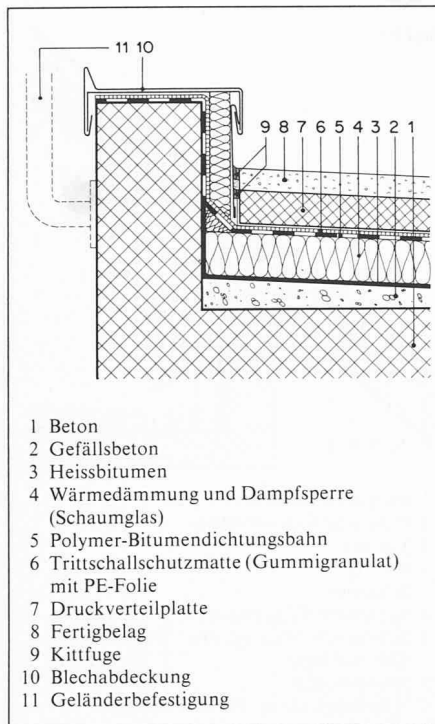 11 10
9 8 7 6 5 4 3 2 1
1 Beton
2 Gefällsbeton
3 Heissbitumen
4 Wärmedämmung und Dampfsperre
(Schaumglas)
5 Polymer-Bitumendichtungsbahn
6 Trittschallschutzmatte (Gummigranulat)
mit PE-Folie
7 Druckverteilplatte
8 Fertigbelag
9 Kittfuge
10 Blechabdeckung
11 Geländerbefestigung